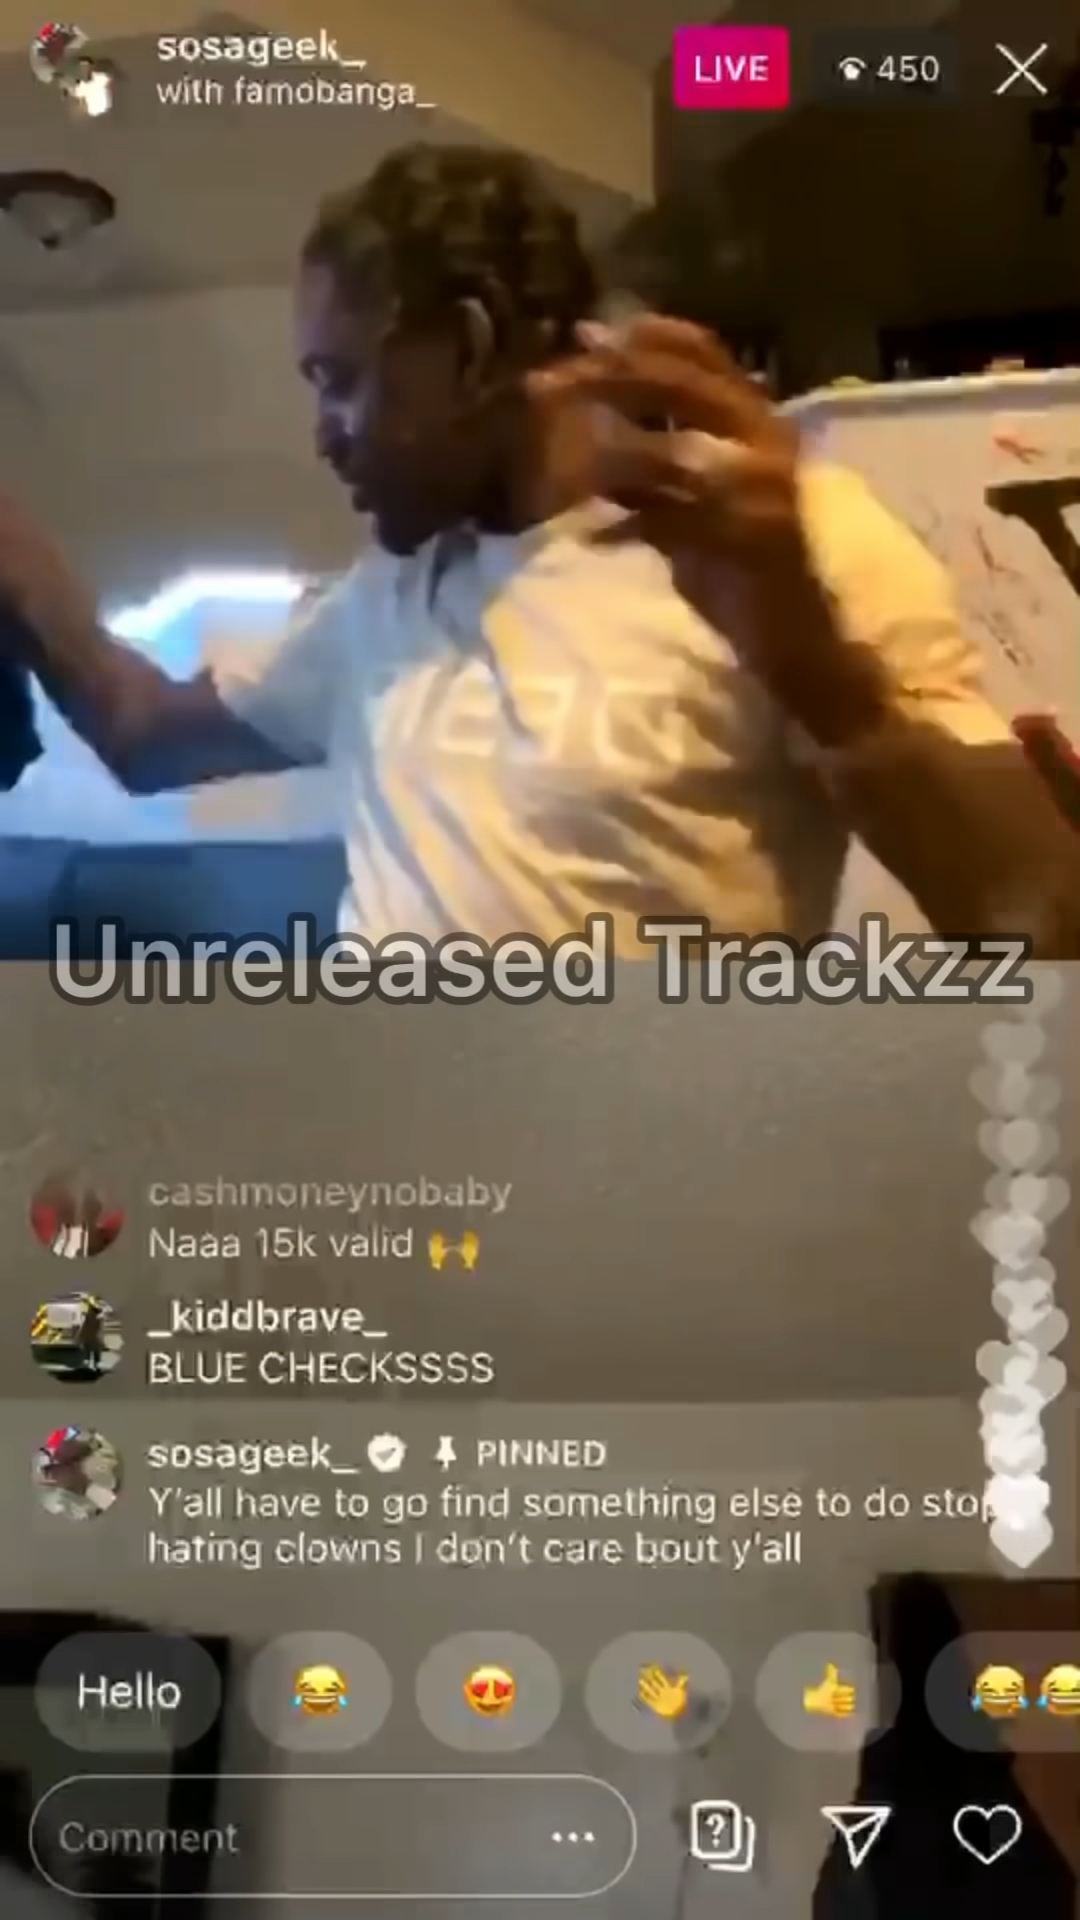 sosageek_
with famobanga_
LIVE
450
Unreleased Trackzz
cashmoneynobaby
Naaa 15k valid 🙌
_kiddbrave_
BLUE CHECKSSSS
sosageek_ PINNED
Y'all have to go find something else to do stop
hating clowns I don't care bout y'all
Hello 😂 😍 👋 👍 😂😂
Comment